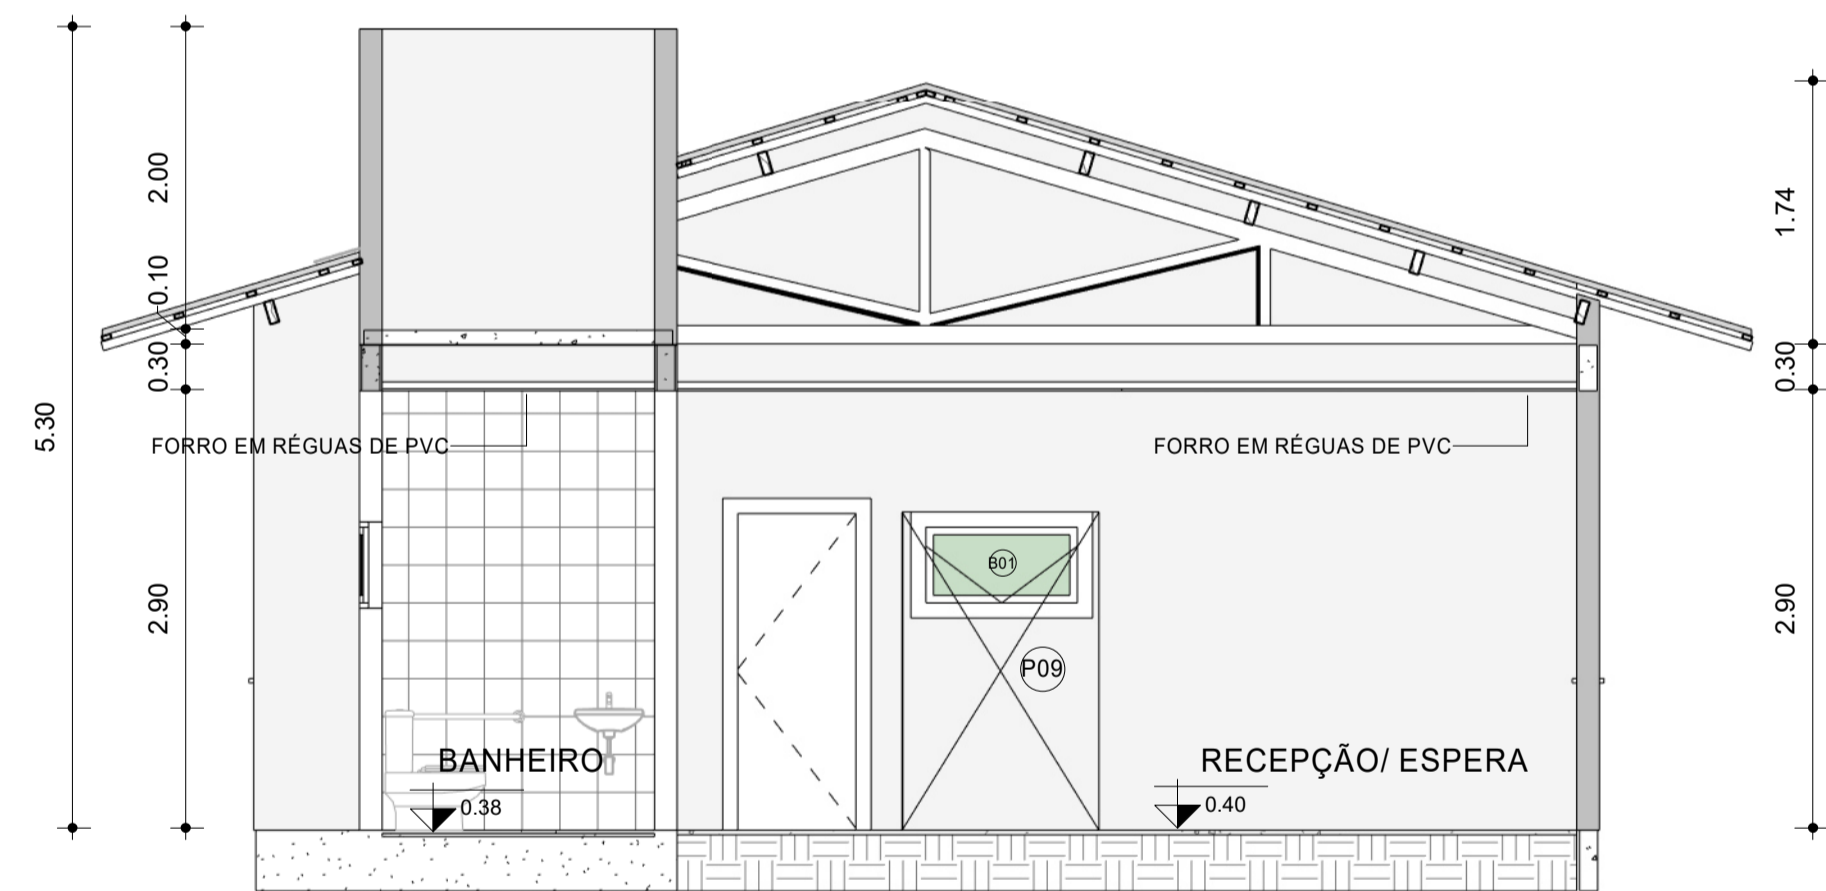 2.00
1.74
0.10
0.30
0.30
5.30
FORRO EM RÉGUAS DE PVC
FORRO EM RÉGUAS DE PVC
B01
2.90
2.90
P09
BANHEIRO
RECEPÇÃO/ ESPERA
0.38
0.40